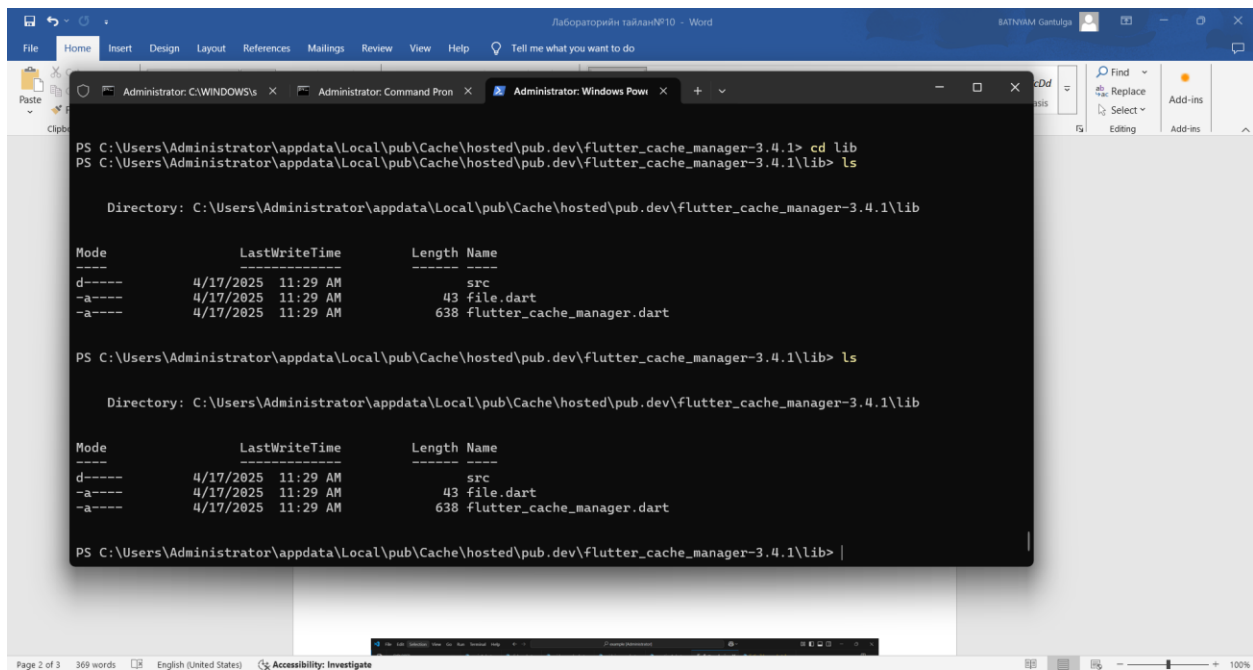 Лабораторийн тайлан№10 - Word
BATNYAM Gantulga
File Home Insert Design Layout References Mailings Review View Help Tell me what you want to do
Paste
Find
Replace
Select
Editing
Add-ins
Add-ins
Administrator: C:\WINDOWS\s
Administrator: Command Pron
Administrator: Windows Powe
PS C:\Users\Administrator\appdata\Local\pub\Cache\hosted\pub.dev\flutter_cache_manager-3.4.1> cd lib
PS C:\Users\Administrator\appdata\Local\pub\Cache\hosted\pub.dev\flutter_cache_manager-3.4.1\lib> ls
Directory: C:\Users\Administrator\appdata\Local\pub\Cache\hosted\pub.dev\flutter_cache_manager-3.4.1\lib
Mode LastWriteTime Length Name
---- ------------- ------ ----
d----- 4/17/2025 11:29 AM src
-a---- 4/17/2025 11:29 AM 43 file.dart
-a---- 4/17/2025 11:29 AM 638 flutter_cache_manager.dart
PS C:\Users\Administrator\appdata\Local\pub\Cache\hosted\pub.dev\flutter_cache_manager-3.4.1\lib> ls
Directory: C:\Users\Administrator\appdata\Local\pub\Cache\hosted\pub.dev\flutter_cache_manager-3.4.1\lib
Mode LastWriteTime Length Name
---- ------------- ------ ----
d----- 4/17/2025 11:29 AM src
-a---- 4/17/2025 11:29 AM 43 file.dart
-a---- 4/17/2025 11:29 AM 638 flutter_cache_manager.dart
PS C:\Users\Administrator\appdata\Local\pub\Cache\hosted\pub.dev\flutter_cache_manager-3.4.1\lib>
Page 2 of 3 369 words English (United States) Accessibility: Investigate 100%